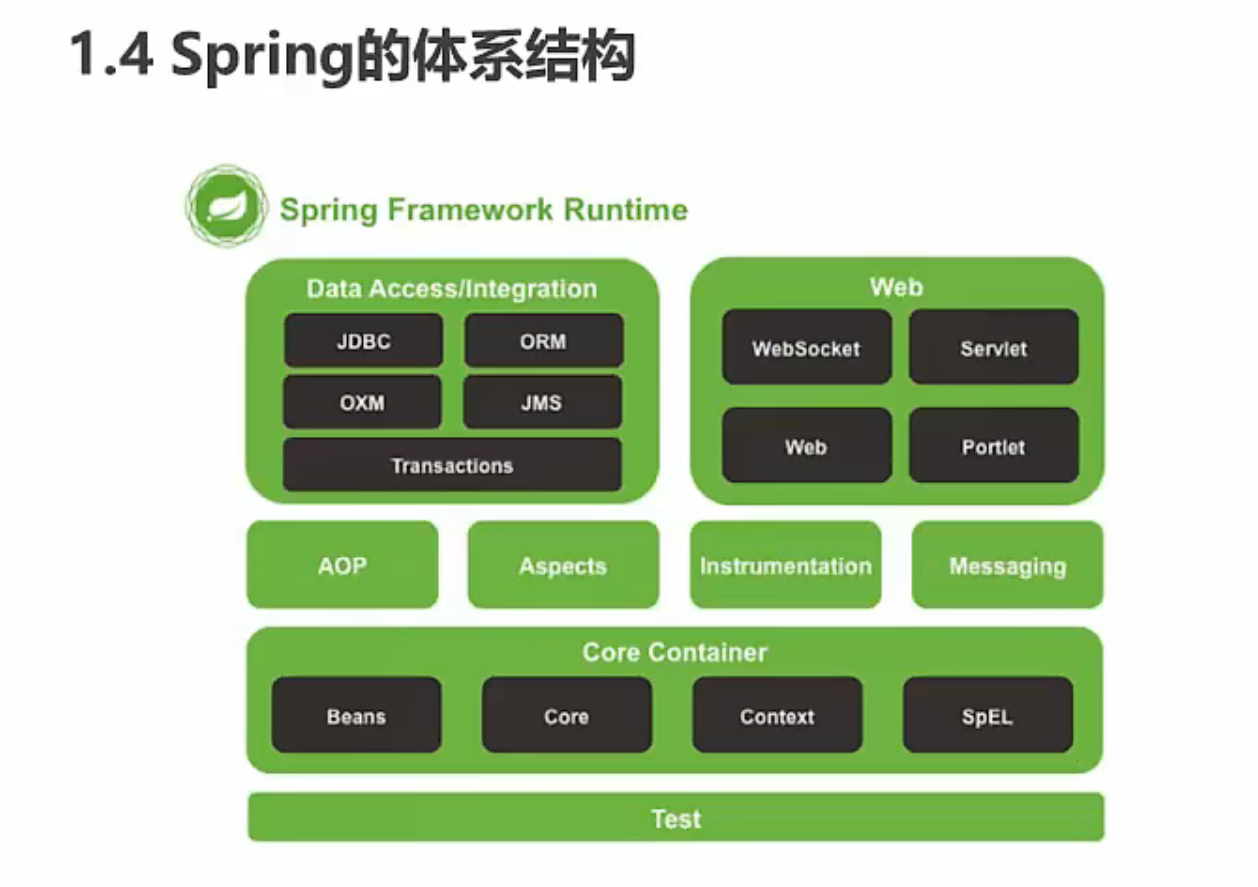 1.4 Spring的体系结构
Spring Framework Runtime
Data Access/Integration
JDBC
ORM
OXM
JMS
Transactions
Web
WebSocket
Servlet
Web
Portlet
AOP
Aspects
Instrumentation
Messaging
Core Container
Beans
Core
Context
SpEL
Test